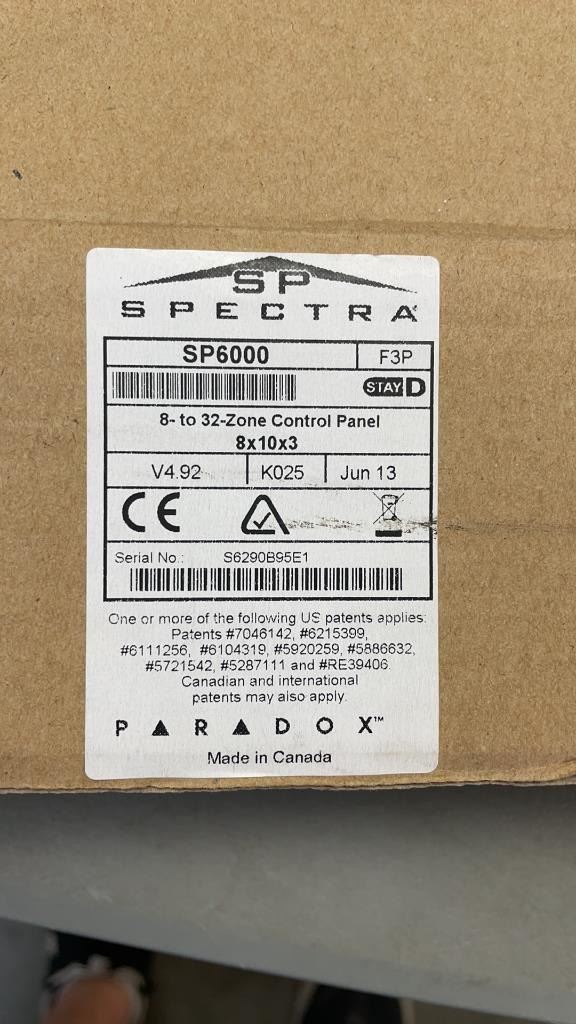 SP
SPECTRA
SP6000
F3P
STAY D
8- to 32-Zone Control Panel
8x10x3
V4.92 K025 Jun 13
CE
Serial No.: S6290B95E1
One or more of the following US patents applies:
Patents #7046142, #6215399,
#6111256, #6104319, #5920259, #5886632,
#5721542, #5287111 and #RE39406.
Canadian and international
patents may also apply.
PARADOX™
Made in Canada